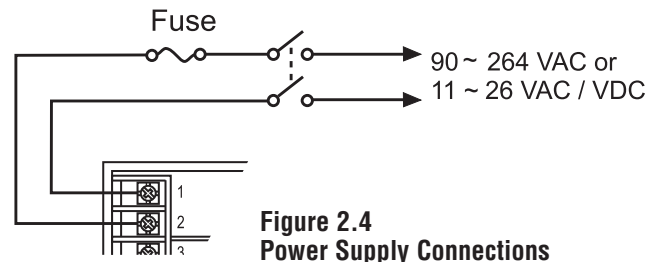 Fuse
90 ~ 264 VAC or
11 ~ 26 VAC / VDC
1
2
3
Figure 2.4
Power Supply Connections